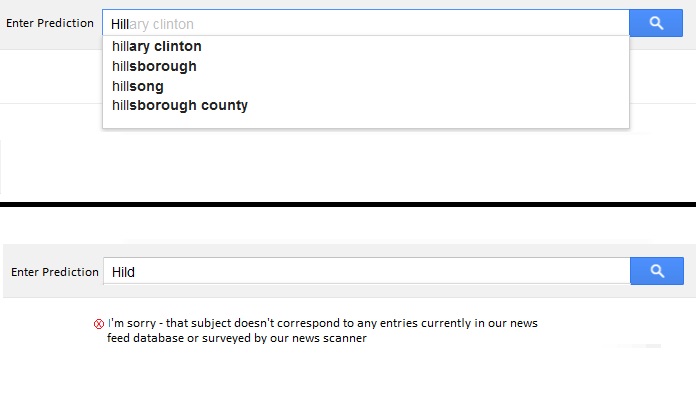 Enter Prediction Hillary clinton
hillary clinton
hillsborough
hillsong
hillsborough county
Enter Prediction Hild
I'm sorry - that subject doesn't correspond to any entries currently in our news
feed database or surveyed by our news scanner